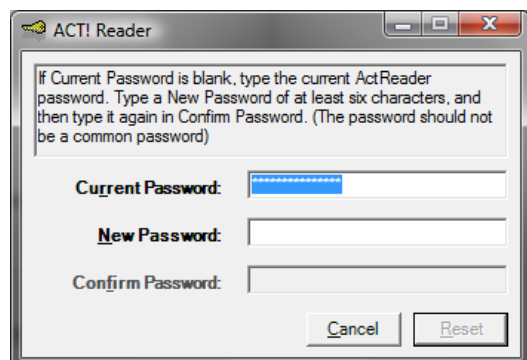 ACT! Reader
If Current Password is blank, type the current ActReader
password. Type a New Password of at least six characters, and
then type it again in Confirm Password. (The password should not
be a common password)
Current Password: ***************
New Password:
Confirm Password:
Cancel Reset